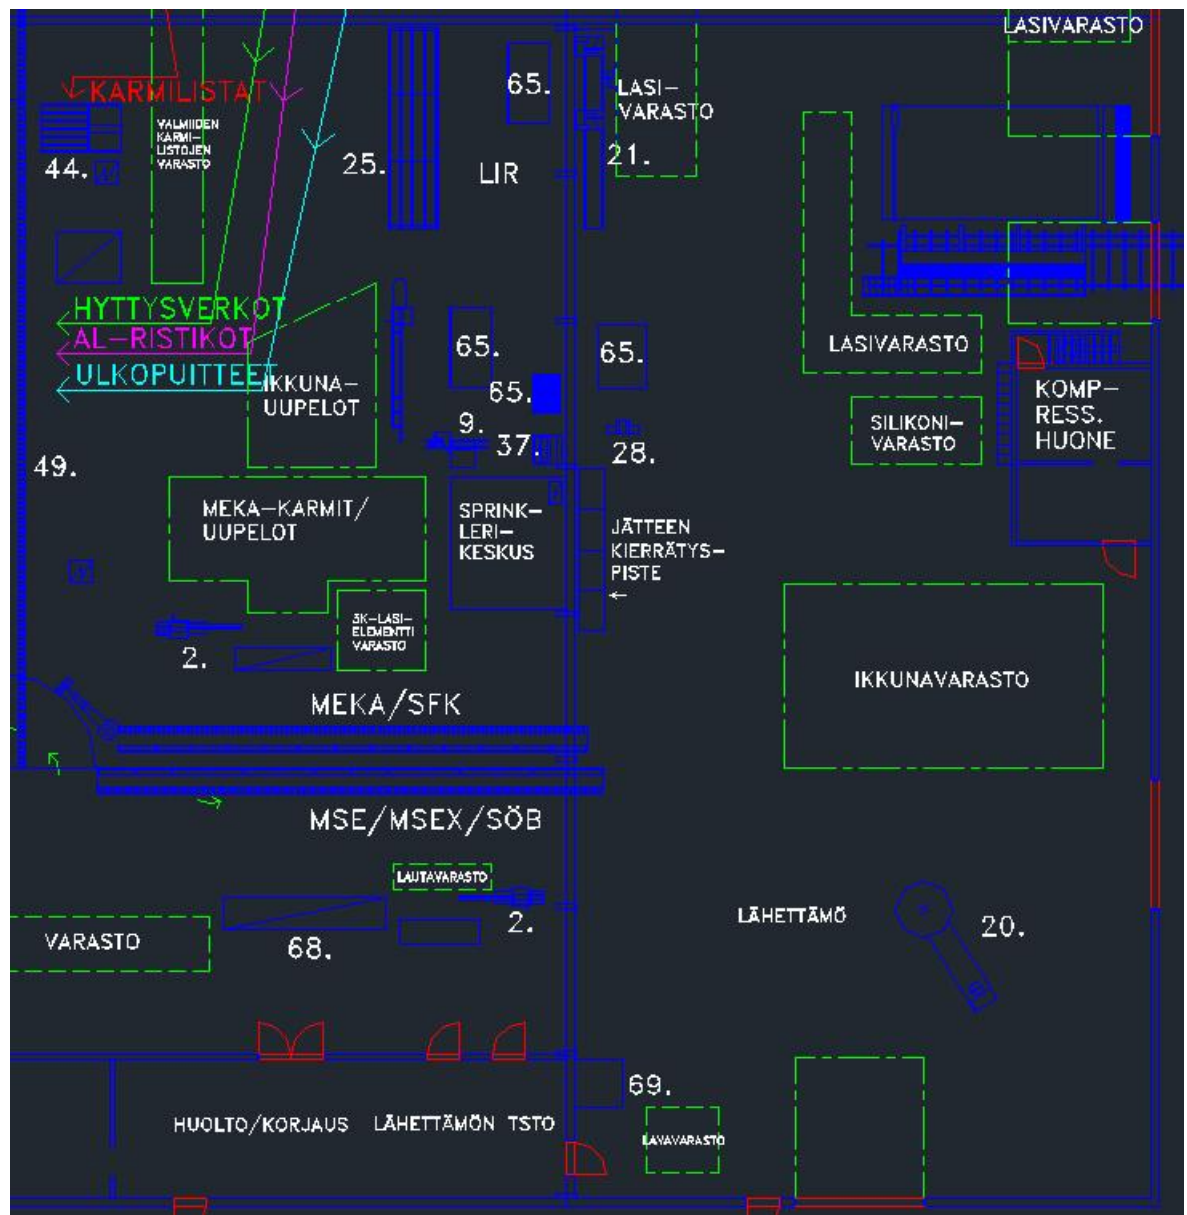 LASIVARASTO
KARMILISTAT
65.
LASI-
VARASTO
VALMIIDEN
KARMI-
LISTOJEN
VARASTO
44.
25.
LIR
21.
HYTTYSVERKOT
AL-RISTIKOT
ULKOPUITTEET
IKKUNA-
UUPELOT
65.
65.
65.
LASIVARASTO
KOMP-
RESS.
HUONE
SILIKONI-
VARASTO
9.
37.
28.
49.
MEKA-KARMIT/
UUPELOT
SPRINK-
LERI-
KESKUS
JÄTTEEN
KIERRÄTYS-
PISTE
3K-LASI-
ELEMENTTI
VARASTO
2.
IKKUNAVARASTO
MEKA/SFK
MSE/MSEX/SÖB
LAUTAVARASTO
2.
LÄHETTÄMÖ
20.
VARASTO
68.
69.
HUOLTO/KORJAUS
LÄHETTÄMÖN TSTO
LAVAVARASTO